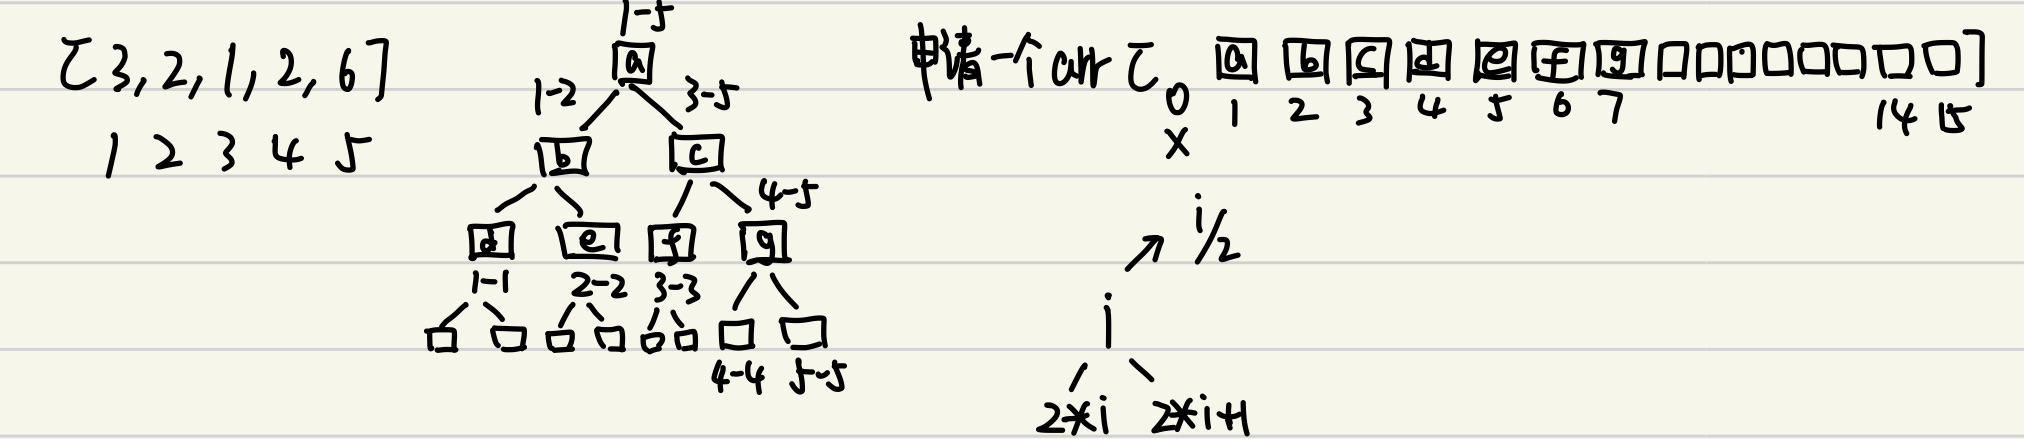 [3, 2, 1, 2, 6]
1 2 3 4 5
1-5
a
1-2 3-5
b c
4-5
d e f g
1-1 2-2 3-3
4-4 5-5
申请一个arr [ a b c d e f g ]
0 1 2 3 4 5 6 7 14 15
×
i/2
i
2*i 2*i+1